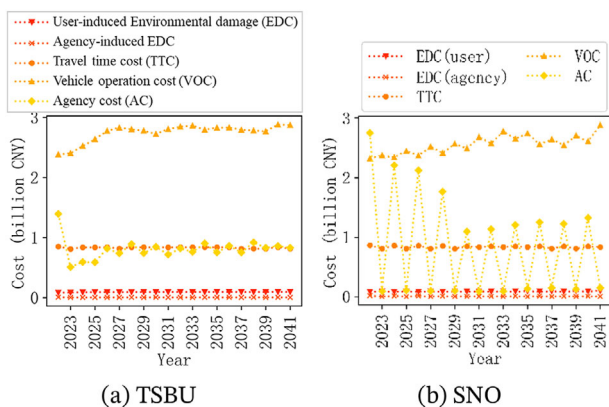 User-induced Environmental damage (EDC)
Agency-induced EDC
Travel time cost (TTC)
Vehicle operation cost (VOC)
Agency cost (AC)
EDC(user)
EDC(agency)
TTC
VOC
AC
Cost (billion CNY)
3
2
1
0
2023
2025
2027
2029
2031
2033
2035
2037
2039
2041
Year
(a) TSBU
Cost (billion CNY)
3
2
1
0
2023
2025
2027
2029
2031
2033
2035
2037
2039
2041
Year
(b) SNO